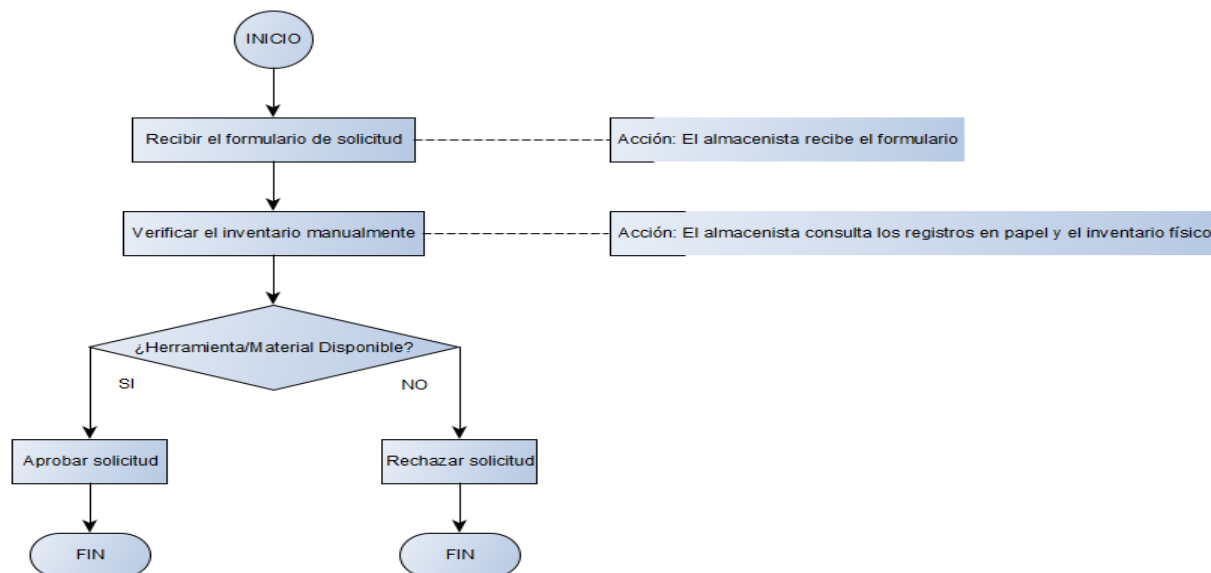 INICIO
Recibir el formulario de solicitud
Acción: El almacenista recibe el formulario
Verificar el inventario manualmente
Acción: El almacenista consulta los registros en papel y el inventario físico
¿Herramienta/Material Disponible?
SI
NO
Aprobar solicitud
Rechazar solicitud
FIN
FIN